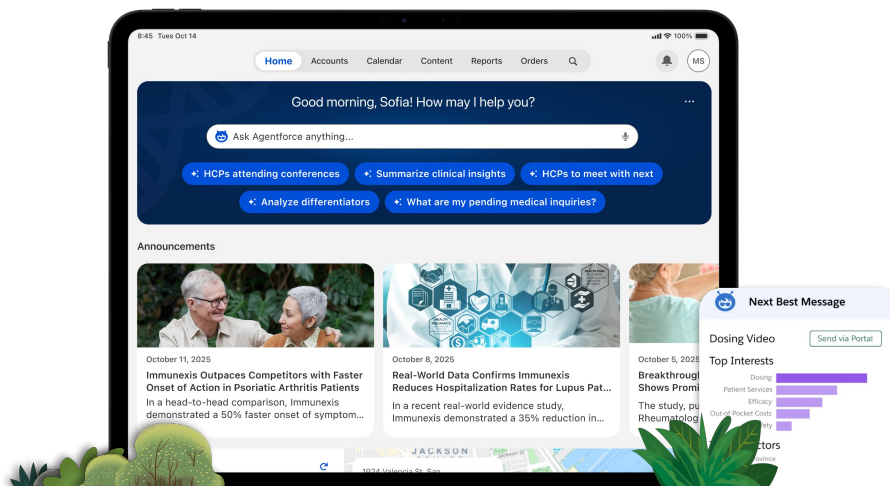 8:45 Tues Oct 14
100%
Home Accounts Calendar Content Reports Orders
MS
Good morning, Sofia! How may I help you?
Ask Agentforce anything...
HCPs attending conferences
Summarize clinical insights
HCPs to meet with next
Analyze differentiators
What are my pending medical inquiries?
Announcements
October 11, 2025
Immunexis Outpaces Competitors with Faster
Onset of Action in Psoriatic Arthritis Patients
In a head-to-head comparison, Immunexis
demonstrated a 50% faster onset of symptom...
HEALTH INSURANCE
October 8, 2025
Real-World Data Confirms Immunexis
Reduces Hospitalization Rates for Lupus Pat...
In a recent real-world evidence study,
Immunexis demonstrated a 35% reduction in...
October 5, 2025
Shows
The study,
Next Best Message
Dosing Video
Send via Portal
Top Interests
Dosing
Patient Services
Efficacy
Out-of-Pocket Costs
JACKSON
1924 Valencia St, San